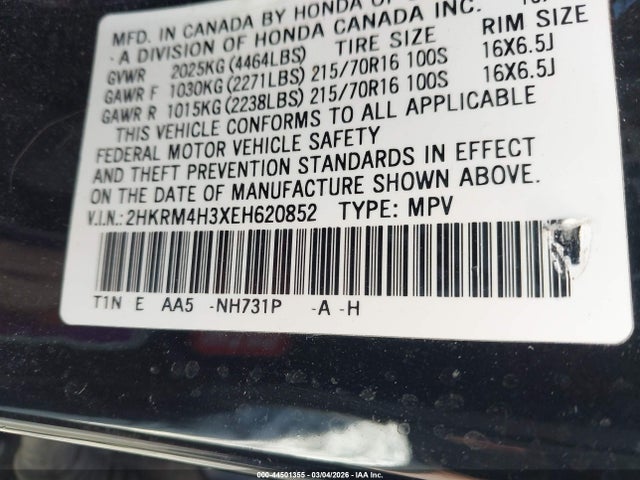 MFD. IN CANADA BY HONDA OF
A DIVISION OF HONDA CANADA INC.
GVWR 2025KG(4464LBS) TIRE SIZE RIM SIZE
GAWR F 1030KG(2271LBS) 215/70R16 100S 16X6.5J
GAWR R 1015KG(2238LBS) 215/70R16 100S 16X6.5J
THIS VEHICLE CONFORMS TO ALL APPLICABLE
FEDERAL MOTOR VEHICLE SAFETY
AND THEFT PREVENTION STANDARDS IN EFFECT
ON THE DATE OF MANUFACTURE SHOWN ABOVE.
V.I.N.: 2HKRM4H3XEH620852 TYPE: MPV
T1N E AA5 -NH731P -A -H
000-44501355 - 03/04/2026 - IAA Inc.